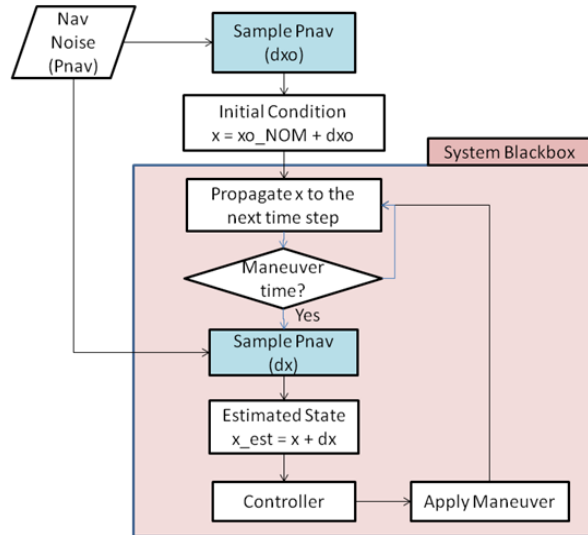 Nav
Noise
(Pnav)
Sample Pnav
(dxo)
Initial Condition
x = xo_NOM + dxo
System Blackbox
Propagate x to the
next time step
Maneuver
time?
Yes
Sample Pnav
(dx)
Estimated State
x_est = x + dx
Controller
Apply Maneuver